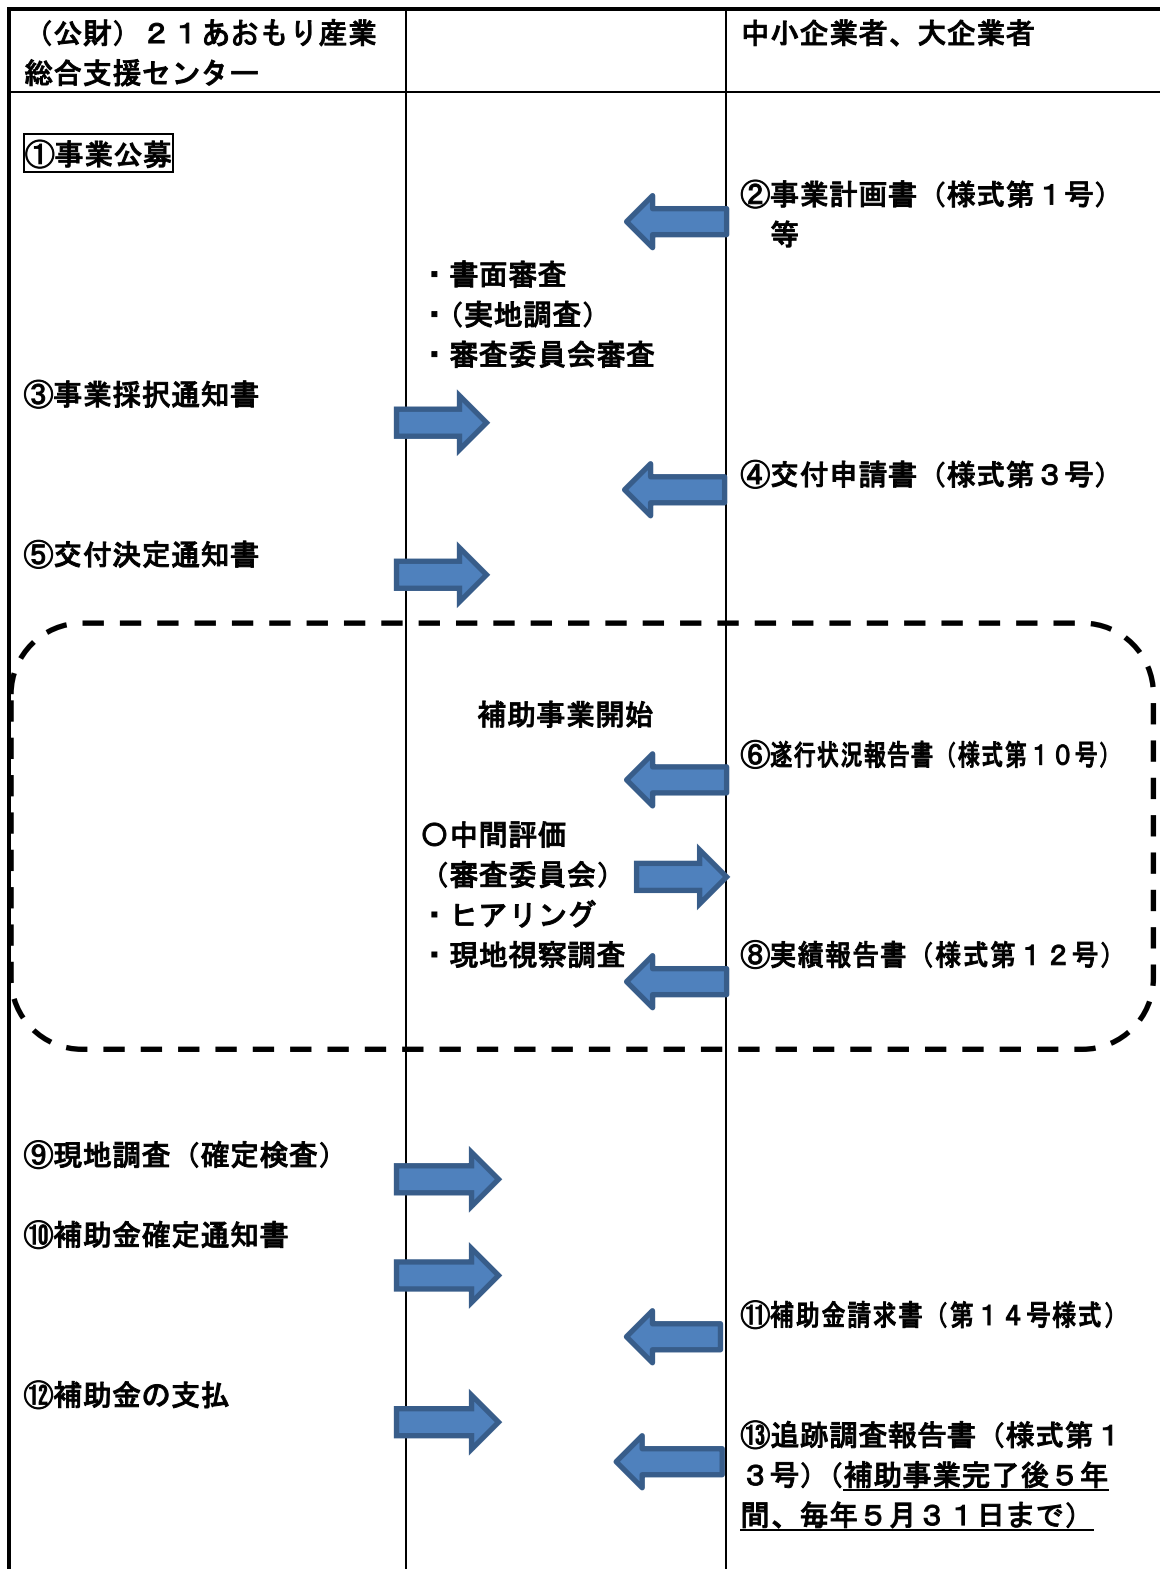 （公財）２１あおもり産業
総合支援センター
中小企業者、大企業者
①事業公募
②事業計画書（様式第１号）
等
・書面審査
・（実地調査）
・審査委員会審査
③事業採択通知書
④交付申請書（様式第３号）
⑤交付決定通知書
補助事業開始
⑥遂行状況報告書（様式第１０号）
〇中間評価
（審査委員会）
・ヒアリング
・現地視察調査
⑧実績報告書（様式第１２号）
⑨現地調査（確定検査）
⑩補助金確定通知書
⑪補助金請求書（第１４号様式）
⑫補助金の支払
⑬追跡調査報告書（様式第１
３号）（補助事業完了後５年
間、毎年５月３１日まで）